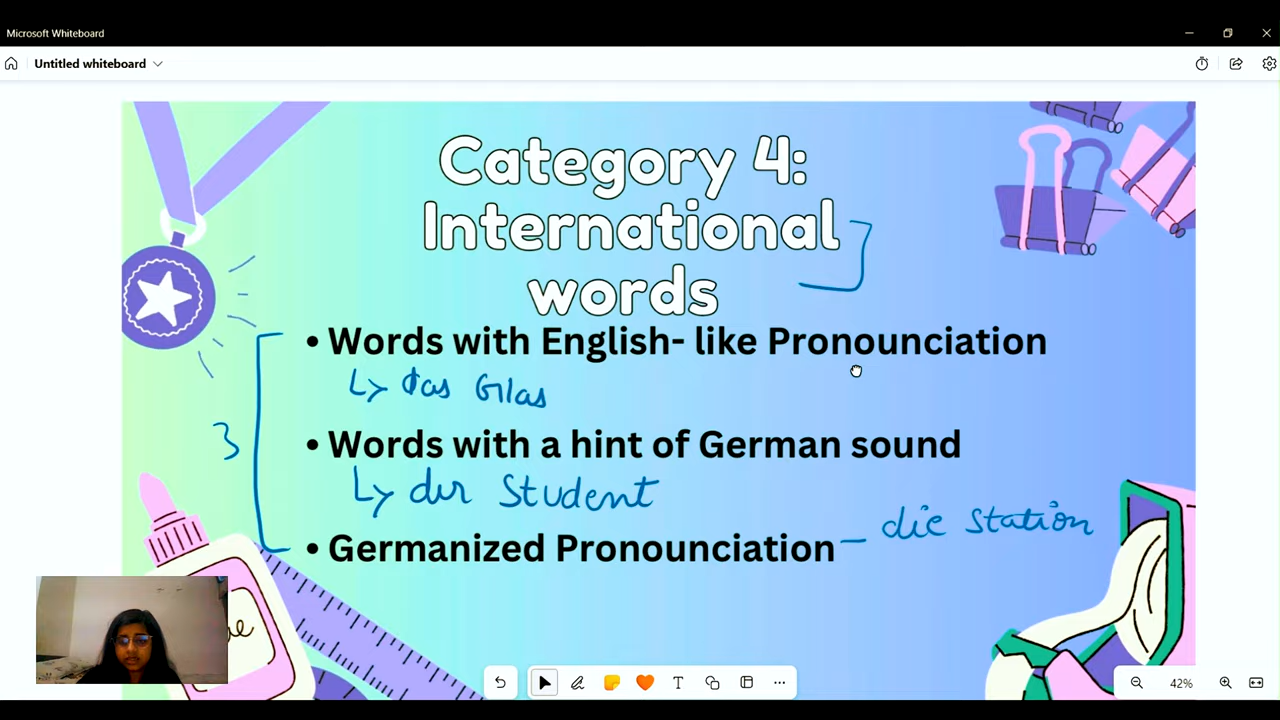 Microsoft Whiteboard
Untitled whiteboard
Category 4:
International
words
• Words with English- like Pronounciation
↳ das Glas
• Words with a hint of German sound
↳ der Student
3
• Germanized Pronounciation – die Station
42%